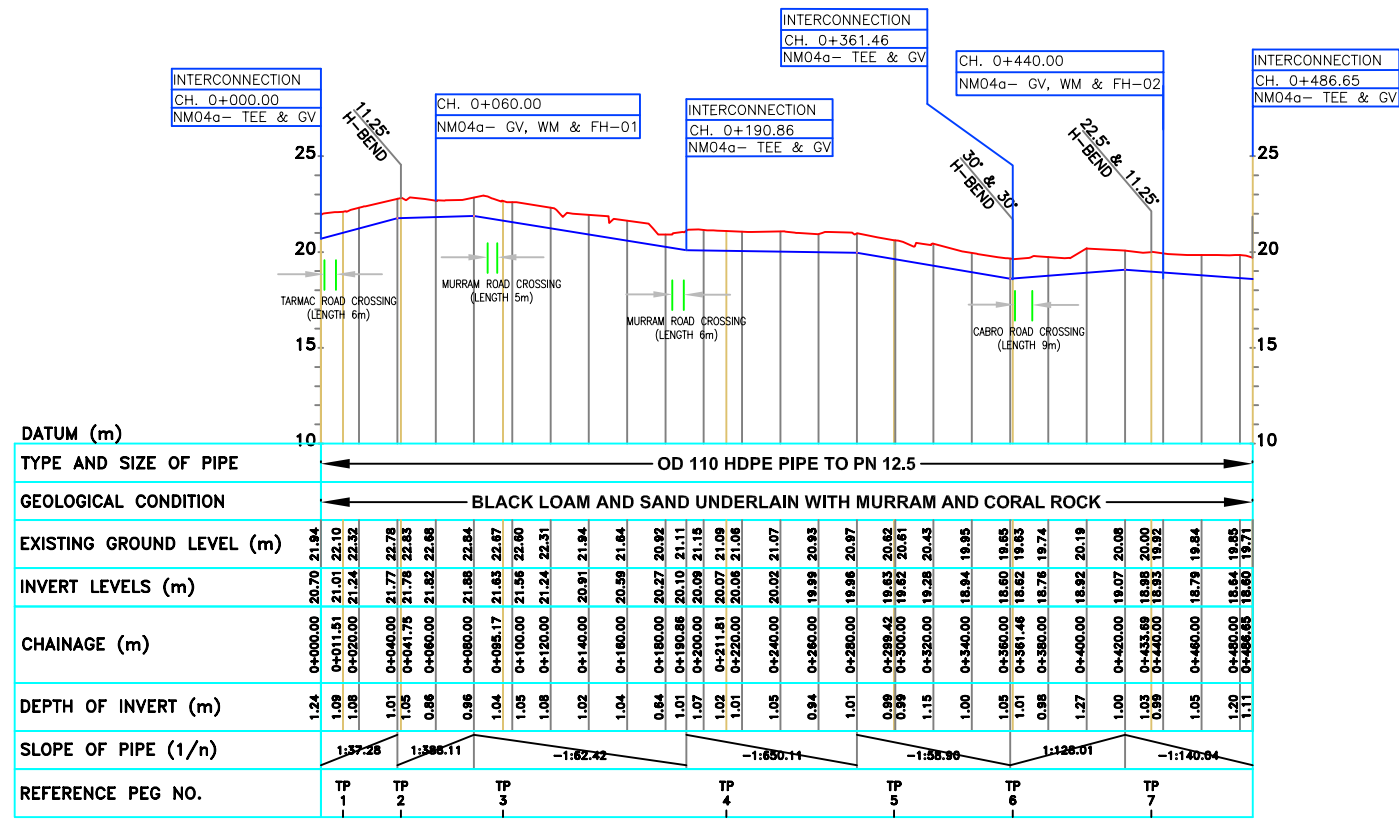 INTERCONNECTION
CH. 0+000.00
NM04a- TEE & GV
11.25°
H-BEND
CH. 0+060.00
NM04a- GV, WM & FH-01
INTERCONNECTION
CH. 0+190.86
NM04a- TEE & GV
INTERCONNECTION
CH. 0+361.46
NM04a- TEE & GV
30° & 30°
H-BEND
CH. 0+440.00
NM04a- GV, WM & FH-02
22.5° & 11.25°
H-BEND
INTERCONNECTION
CH. 0+486.65
NM04a- TEE & GV
25 25
20 20
15 15
10 10
TARMAC ROAD CROSSING
(LENGTH 6m)
MURRAM ROAD CROSSING
(LENGTH 5m)
MURRAM ROAD CROSSING
(LENGTH 6m)
CABRO ROAD CROSSING
(LENGTH 9m)
DATUM (m)
TYPE AND SIZE OF PIPE OD 110 HDPE PIPE TO PN 12.5
GEOLOGICAL CONDITION BLACK LOAM AND SAND UNDERLAIN WITH MURRAM AND CORAL ROCK
EXISTING GROUND LEVEL (m) 21.94 22.10 22.32 22.78 22.83 22.68 22.84 22.67 22.60 22.31 21.94 21.64 20.92 21.11 21.15 21.09 21.06 21.07 20.93 20.97 20.62 20.61 20.43 19.95 19.65 19.63 19.74 20.19 20.08 20.00 19.92 19.84 19.85 19.71
INVERT LEVELS (m) 20.70 21.01 21.24 21.77 21.78 21.82 21.88 21.63 21.56 21.24 20.91 20.59 20.27 20.10 20.09 20.07 20.06 20.02 19.99 19.96 19.63 19.62 19.28 18.94 18.60 18.62 18.76 18.92 19.07 18.98 18.93 18.79 18.64 18.60
CHAINAGE (m) 0+000.00 0+011.51 0+020.00 0+040.00 0+041.75 0+060.00 0+080.00 0+095.17 0+100.00 0+120.00 0+140.00 0+160.00 0+180.00 0+190.86 0+200.00 0+211.81 0+220.00 0+240.00 0+260.00 0+280.00 0+299.42 0+300.00 0+320.00 0+340.00 0+360.00 0+361.46 0+380.00 0+400.00 0+420.00 0+433.69 0+440.00 0+460.00 0+480.00 0+486.65
DEPTH OF INVERT (m) 1.24 1.09 1.08 1.01 1.05 0.86 0.96 1.04 1.05 1.08 1.02 1.04 0.64 1.01 1.07 1.02 1.01 1.05 0.94 1.01 0.99 0.99 1.15 1.00 1.05 1.01 0.98 1.27 1.00 1.03 0.99 1.05 1.20 1.11
SLOPE OF PIPE (1/n) 1:37.28 -1:62.42 -1:650.11 -1:58.90 1:128.01 -1:140.04
REFERENCE PEG NO. TP 1 TP 2 TP 3 TP 4 TP 5 TP 6 TP 7